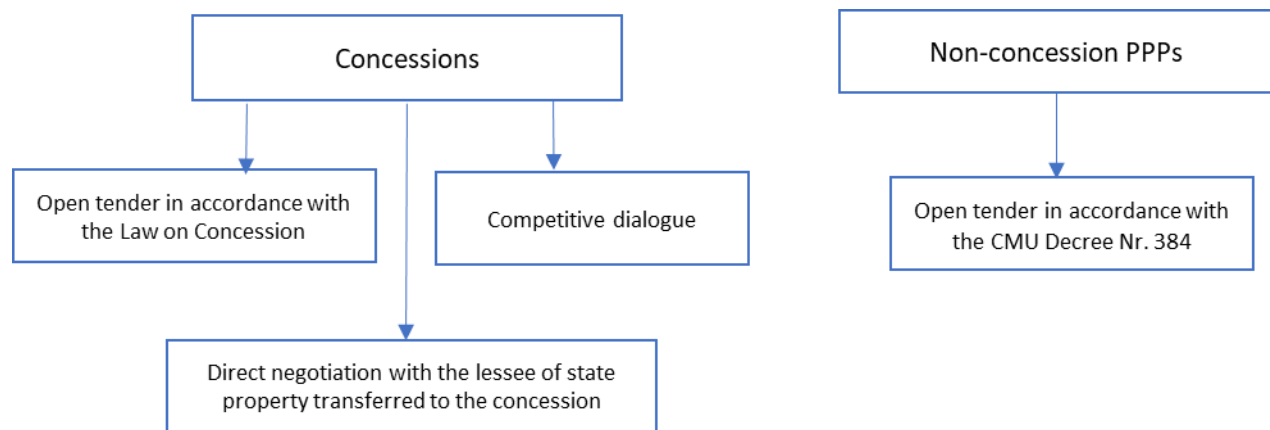 Concessions
Non-concession PPPs
Open tender in accordance with
the Law on Concession
Competitive dialogue
Open tender in accordance with
the CMU Decree Nr. 384
Direct negotiation with the lessee of state
property transferred to the concession